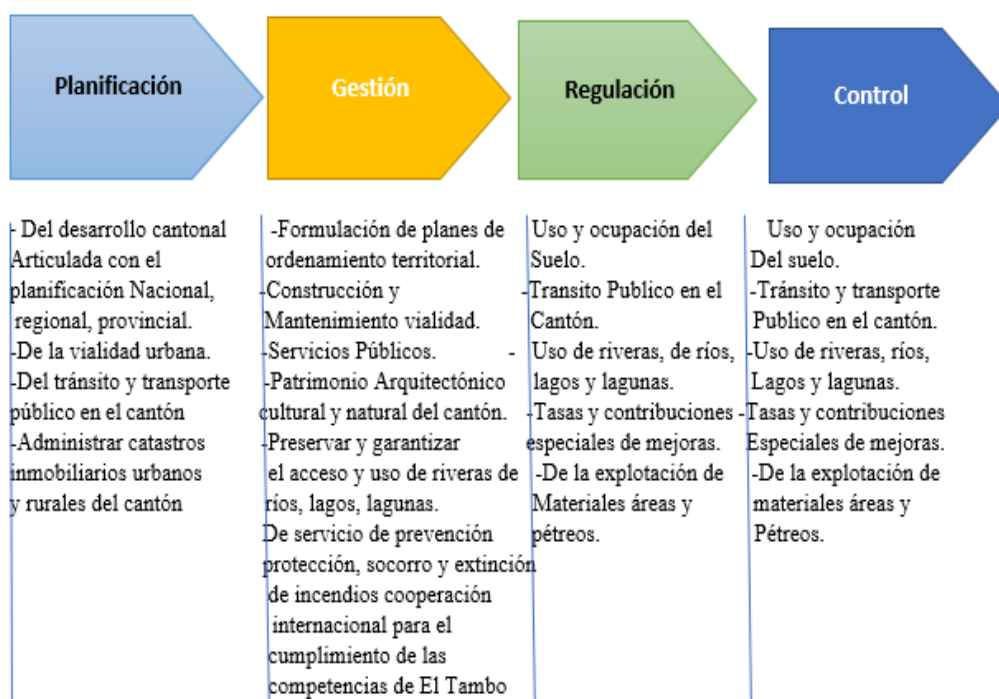 Planificación
Gestión
Regulación
Control
- Del desarrollo cantonal
Articulada con el
planificación Nacional,
regional, provincial.
-De la vialidad urbana.
-Del tránsito y transporte
público en el cantón
-Administrar catastros
inmobiliarios urbanos
y rurales del cantón
-Formulación de planes de
ordenamiento territorial.
-Construcción y
Mantenimiento vialidad.
-Servicios Públicos. -
-Patrimonio Arquitectónico
cultural y natural del cantón.
-Preservar y garantizar
el acceso y uso de riveras de
ríos, lagos, lagunas.
De servicio de prevención
protección, socorro y extinción
de incendios cooperación
internacional para el
cumplimiento de las
competencias de El Tambo
Uso y ocupación del
Suelo.
-Transito Publico en el
Cantón.
Uso de riveras, de ríos,
lagos y lagunas.
-Tasas y contribuciones
especiales de mejoras.
-De la explotación de
Materiales áreas y
pétreos.
Uso y ocupación
Del suelo.
-Tránsito y transporte
Publico en el cantón.
-Uso de riveras, ríos,
Lagos y lagunas.
-Tasas y contribuciones
Especiales de mejoras.
-De la explotación de
materiales áreas y
Pétreos.